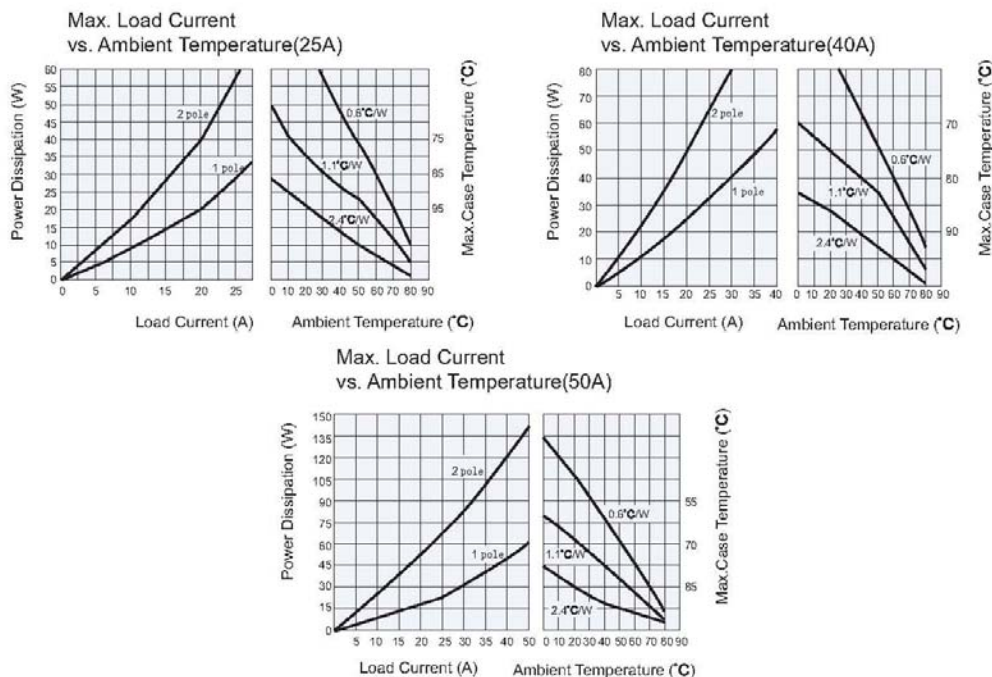 Max. Load Current
vs. Ambient Temperature(25A)
Power Dissipation (W)
60
55
50
45
40
35
30
25
20
15
10
5
0
2 pole
1 pole
0 5 10 15 20 25
Load Current (A)
0.6°C/W
1.1°C/W
2.4°C/W
0 10 20 30 40 50 60 70 80 90
Ambient Temperature (°C)
75
85
95
Max.Case Temperature (°C)
Max. Load Current
vs. Ambient Temperature(40A)
Power Dissipation (W)
80
70
60
50
40
30
20
10
0
2 pole
1 pole
5 10 15 20 25 30 35 40
Load Current (A)
0.6°C/W
1.1°C/W
2.4°C/W
0 10 20 30 40 50 60 70 80 90
Ambient Temperature (°C)
70
80
90
Max.Case Temperature (°C)
Max. Load Current
vs. Ambient Temperature(50A)
Power Dissipation (W)
150
135
120
105
90
75
60
45
30
15
0
2 pole
1 pole
5 10 15 20 25 30 35 40 50
Load Current (A)
0.6°C/W
1.1°C/W
2.4°C/W
0 10 20 30 40 50 60 70 80 90
Ambient Temperature (°C)
55
70
85
Max.Case Temperature (°C)